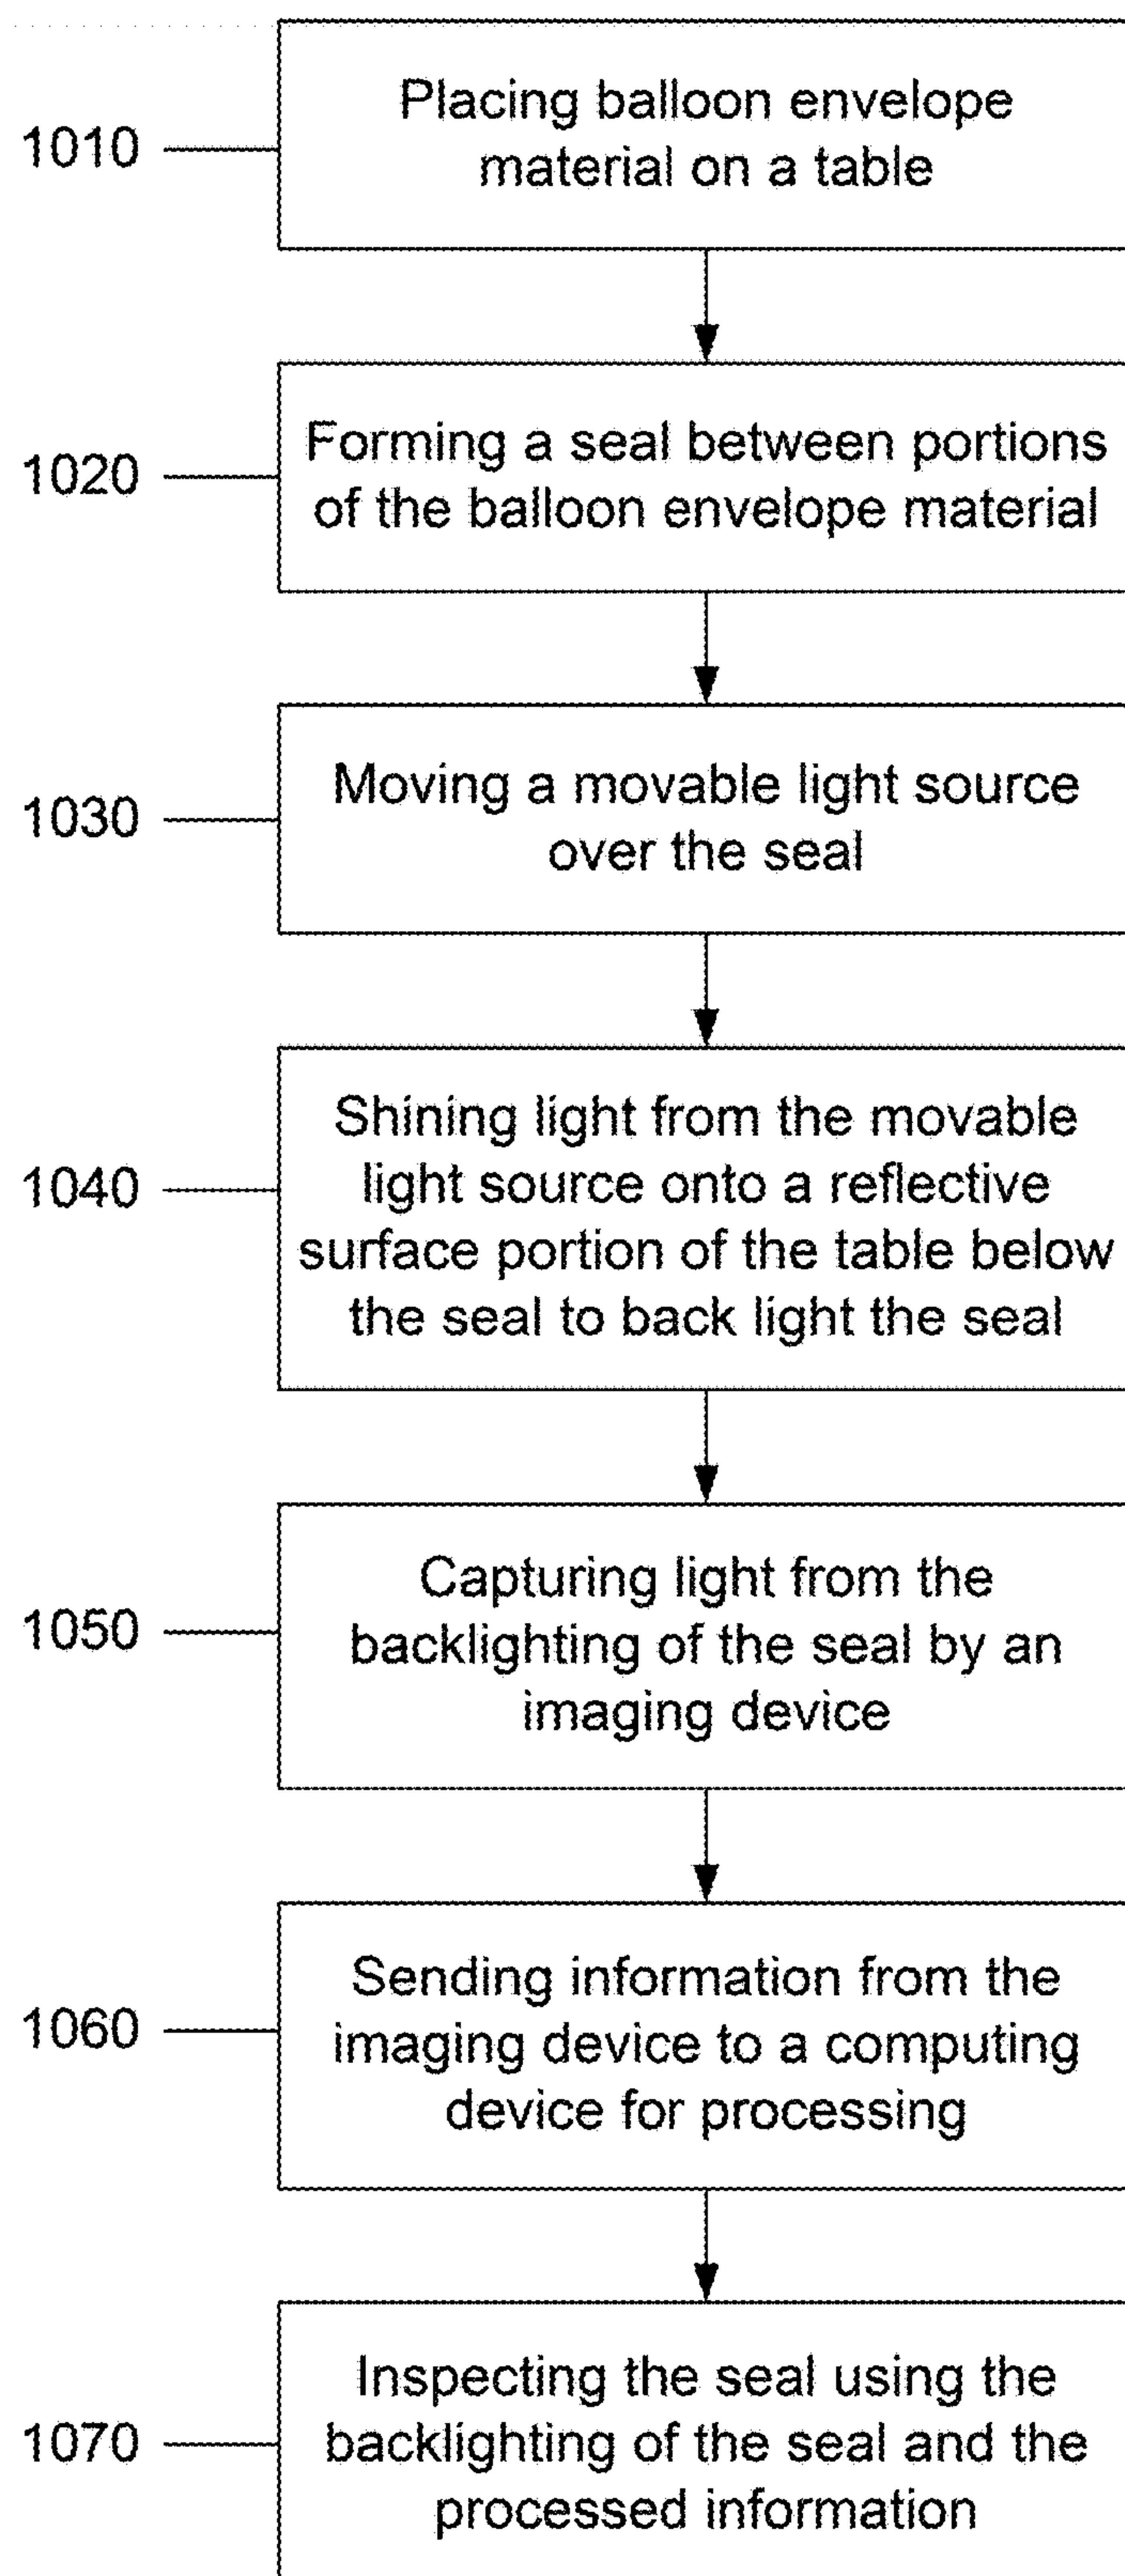 1010
Placing balloon envelope
material on a table
1020
Forming a seal between portions
of the balloon envelope material
1030
Moving a movable light source
over the seal
1040
Shining light from the movable
light source onto a reflective
surface portion of the table below
the seal to back light the seal
1050
Capturing light from the
backlighting of the seal by an
imaging device
1060
Sending information from the
imaging device to a computing
device for processing
1070
Inspecting the seal using the
backlighting of the seal and the
processed information